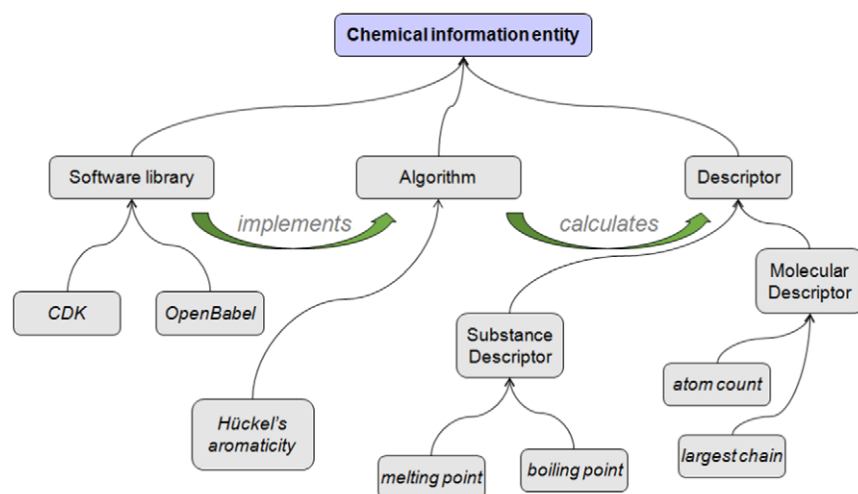 Chemical information entity
Software library
Algorithm
Descriptor
implements
calculates
Molecular
Descriptor
CDK
OpenBabel
Substance
Descriptor
atom count
Hückel's
aromaticity
largest chain
melting point
boiling point